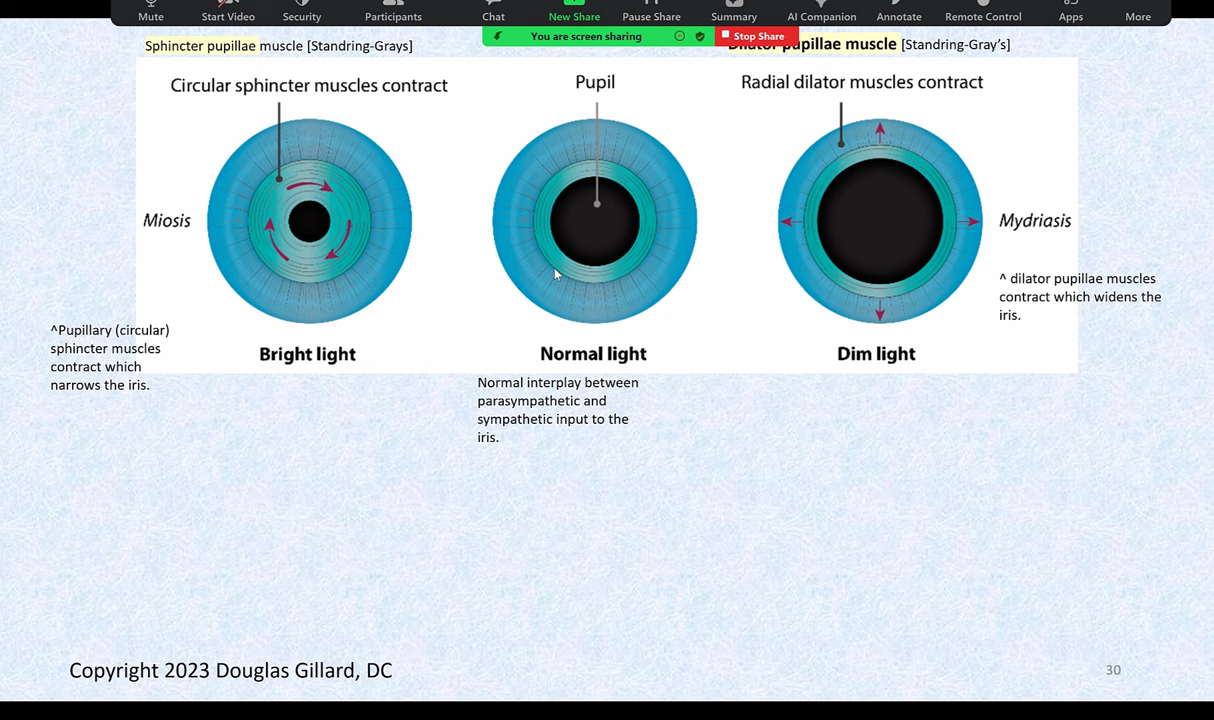 Mute Start Video Security Participants Chat New Share Pause Share Summary AI Companion Annotate Remote Control Apps More
You are screen sharing Stop Share
Sphincter pupillae muscle [Standring-Grays]
Dilator pupillae muscle [Standring-Gray's]
Circular sphincter muscles contract
Pupil
Radial dilator muscles contract
Miosis
Mydriasis
^ dilator pupillae muscles
contract which widens the
iris.
^Pupillary (circular)
sphincter muscles
contract which
narrows the iris.
Bright light
Normal light
Dim light
Normal interplay between
parasympathetic and
sympathetic input to the
iris.
Copyright 2023 Douglas Gillard, DC
30